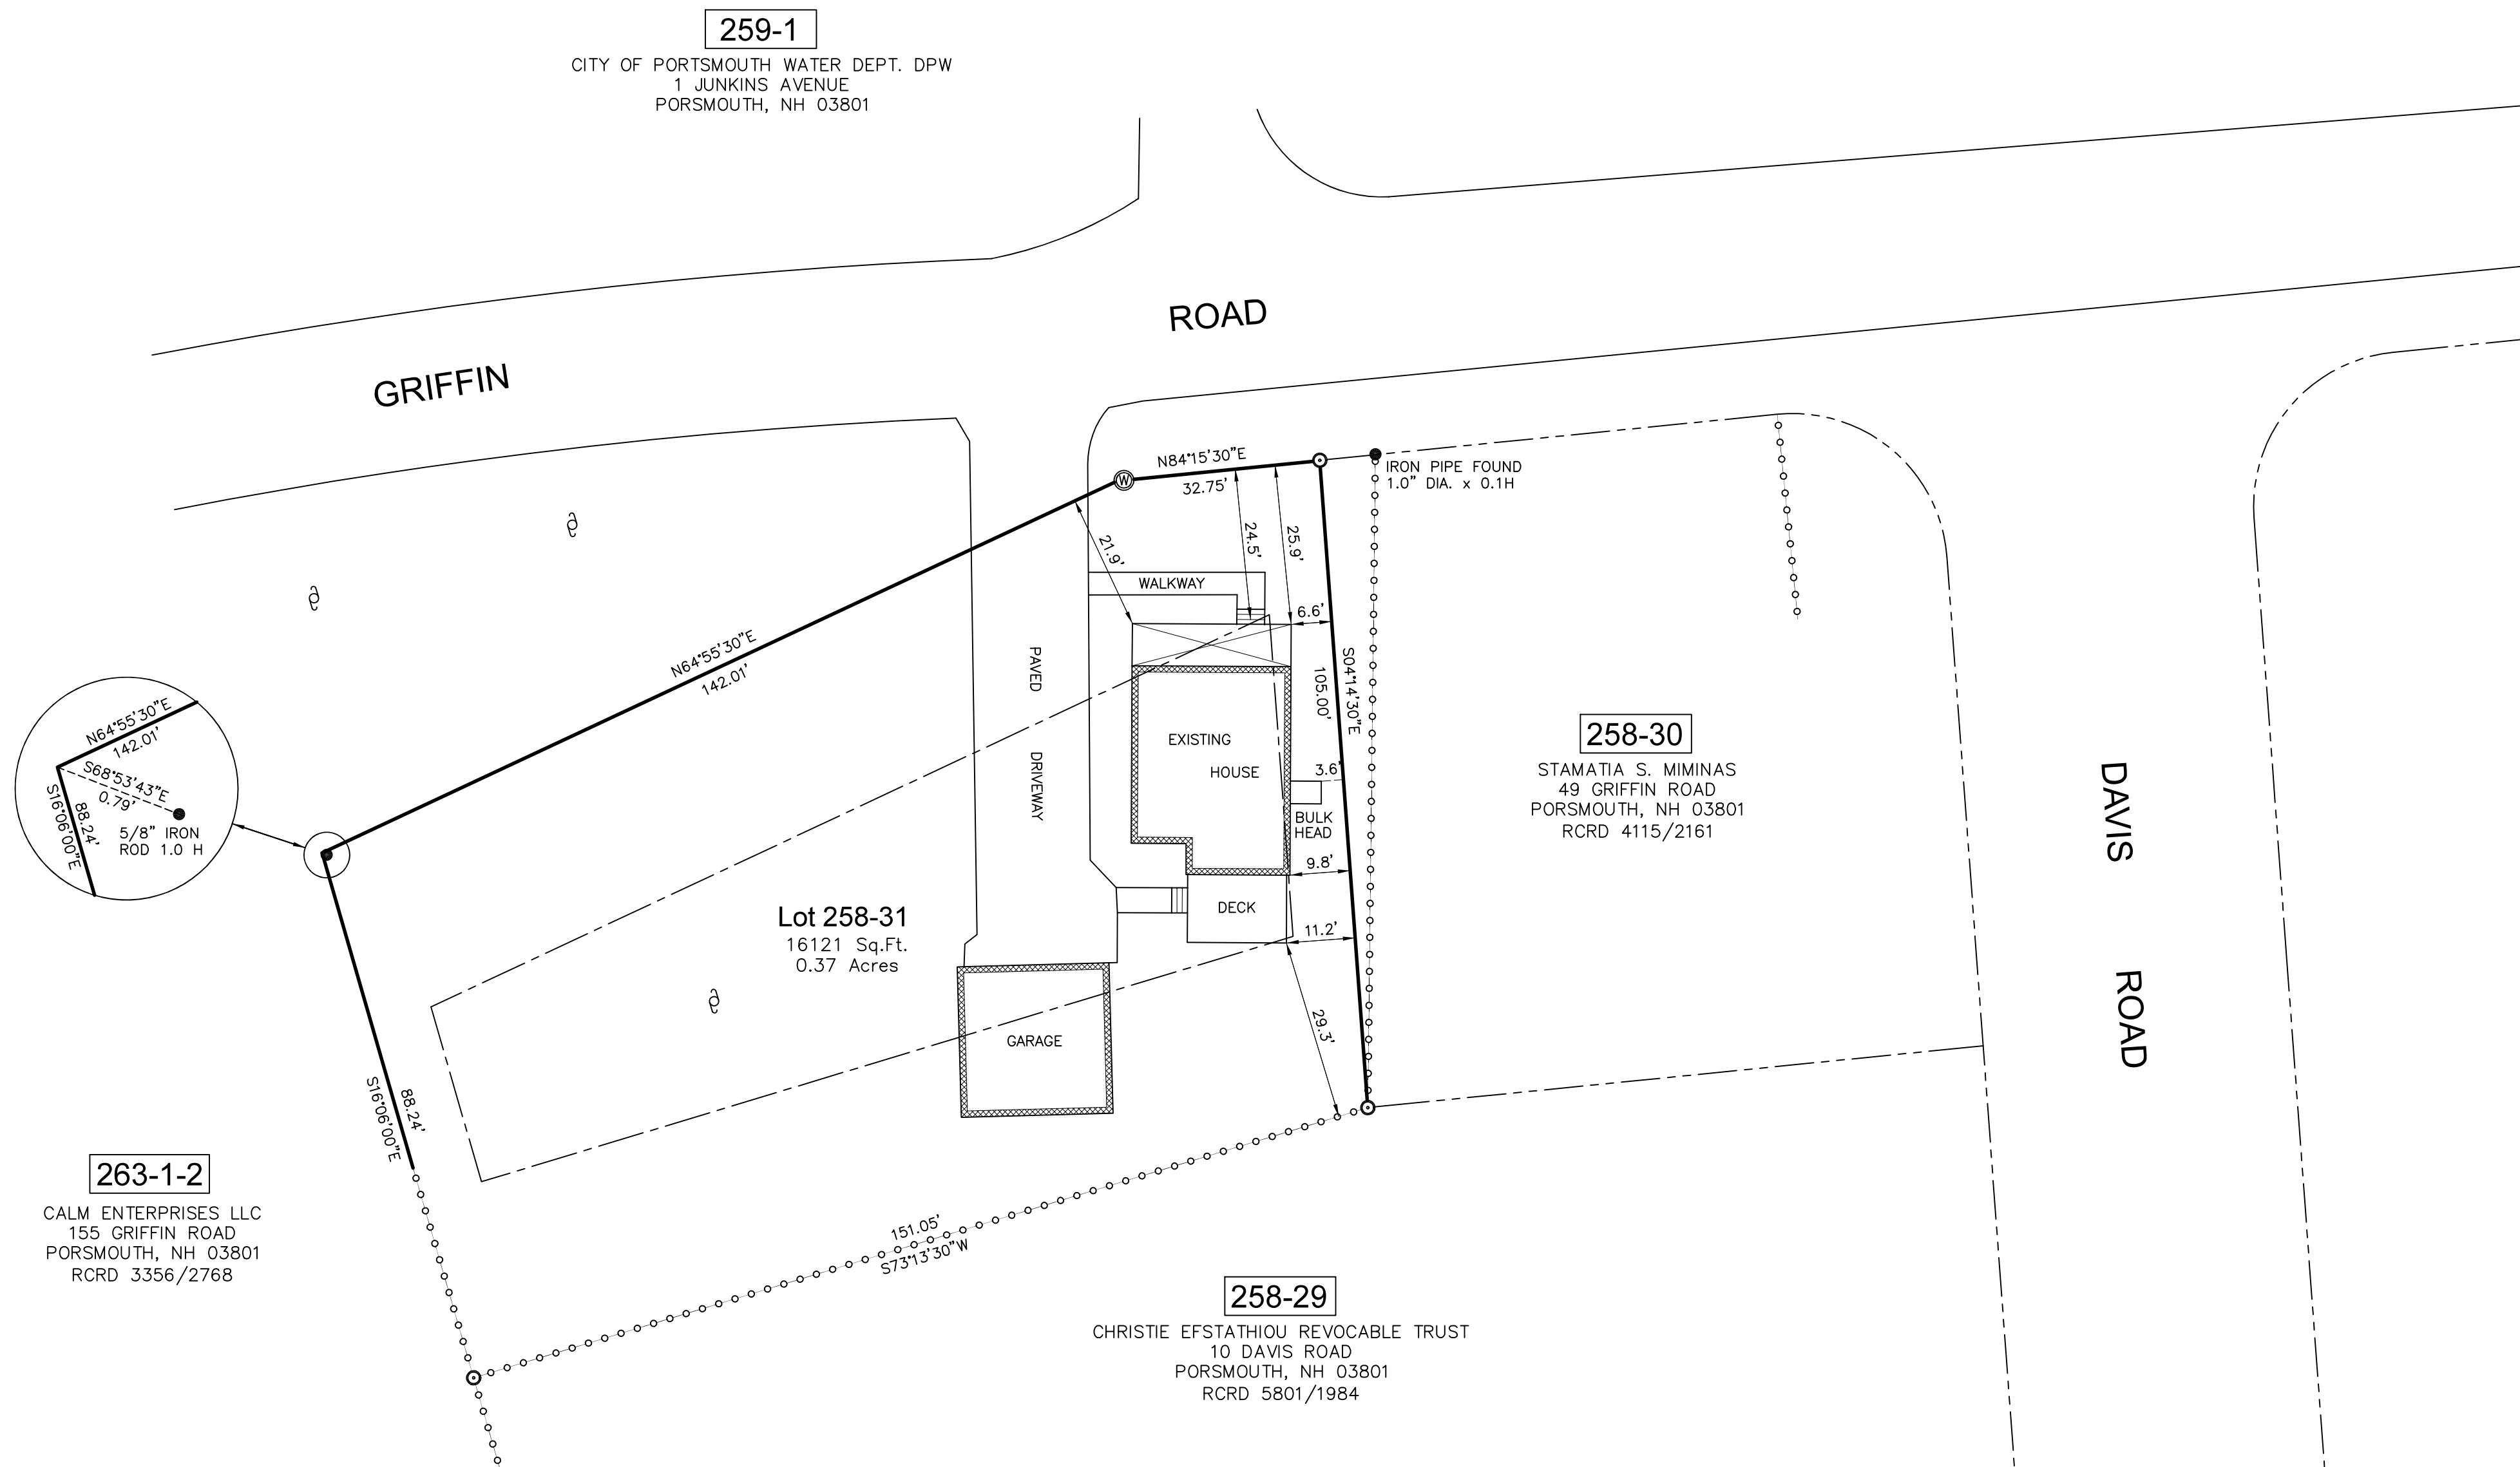 259-1
CITY OF PORTSMOUTH WATER DEPT. DPW
1 JUNKINS AVENUE
PORSMOUTH, NH 03801
GRIFFIN
ROAD
N84°15'30"E
32.75'
W
IRON PIPE FOUND
1.0" DIA. x 0.1H
21.9'
24.5'
25.9'
WALKWAY
6.6'
N64°55'30"E
142.01'
PAVED
DRIVEWAY
S04°14'30"E
105.00'
EXISTING
HOUSE
3.6'
BULK
HEAD
9.8'
DECK
11.2'
29.3'
N64°55'30"E
142.01'
S68°53'43"E
0.79'
S16°06'00"E
88.24'
5/8" IRON
ROD 1.0 H
258-30
STAMATIA S. MIMINAS
49 GRIFFIN ROAD
PORSMOUTH, NH 03801
RCRD 4115/2161
DAVIS
ROAD
Lot 258-31
16121 Sq.Ft.
0.37 Acres
GARAGE
88.24'
S16°06'00"E
263-1-2
CALM ENTERPRISES LLC
155 GRIFFIN ROAD
PORSMOUTH, NH 03801
RCRD 3356/2768
151.05'
S73°13'30"W
258-29
CHRISTIE EFSTATHIOU REVOCABLE TRUST
10 DAVIS ROAD
PORSMOUTH, NH 03801
RCRD 5801/1984